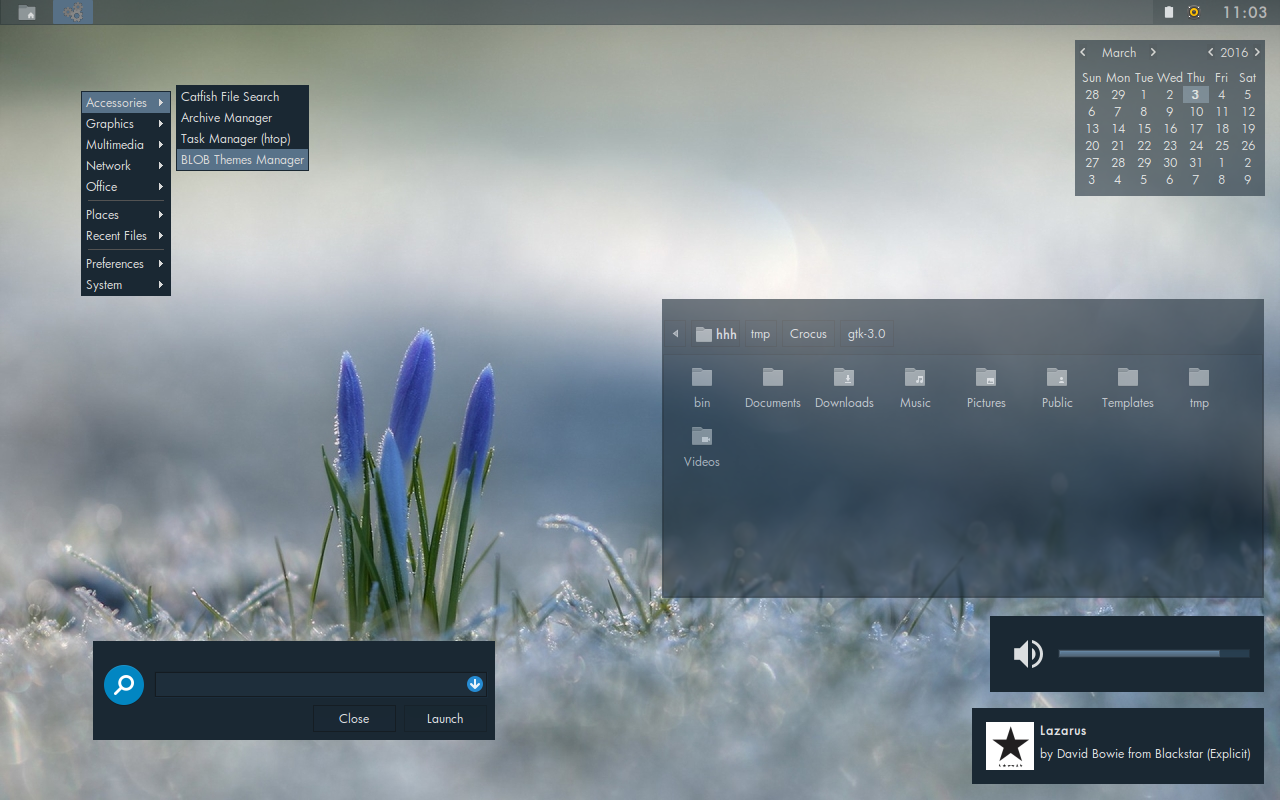 11:03
March 2016
Sun Mon Tue Wed Thu Fri Sat
28 29 1 2 3 4 5
6 7 8 9 10 11 12
13 14 15 16 17 18 19
20 21 22 23 24 25 26
27 28 29 30 31 1 2
3 4 5 6 7 8 9
Accessories
Graphics
Multimedia
Network
Office
Places
Recent Files
Preferences
System
Catfish File Search
Archive Manager
Task Manager (htop)
BLOB Themes Manager
hhh tmp Crocus gtk-3.0
bin Documents Downloads Music Pictures Public Templates tmp
Videos
Close Launch
Lazarus
by David Bowie from Blackstar (Explicit)